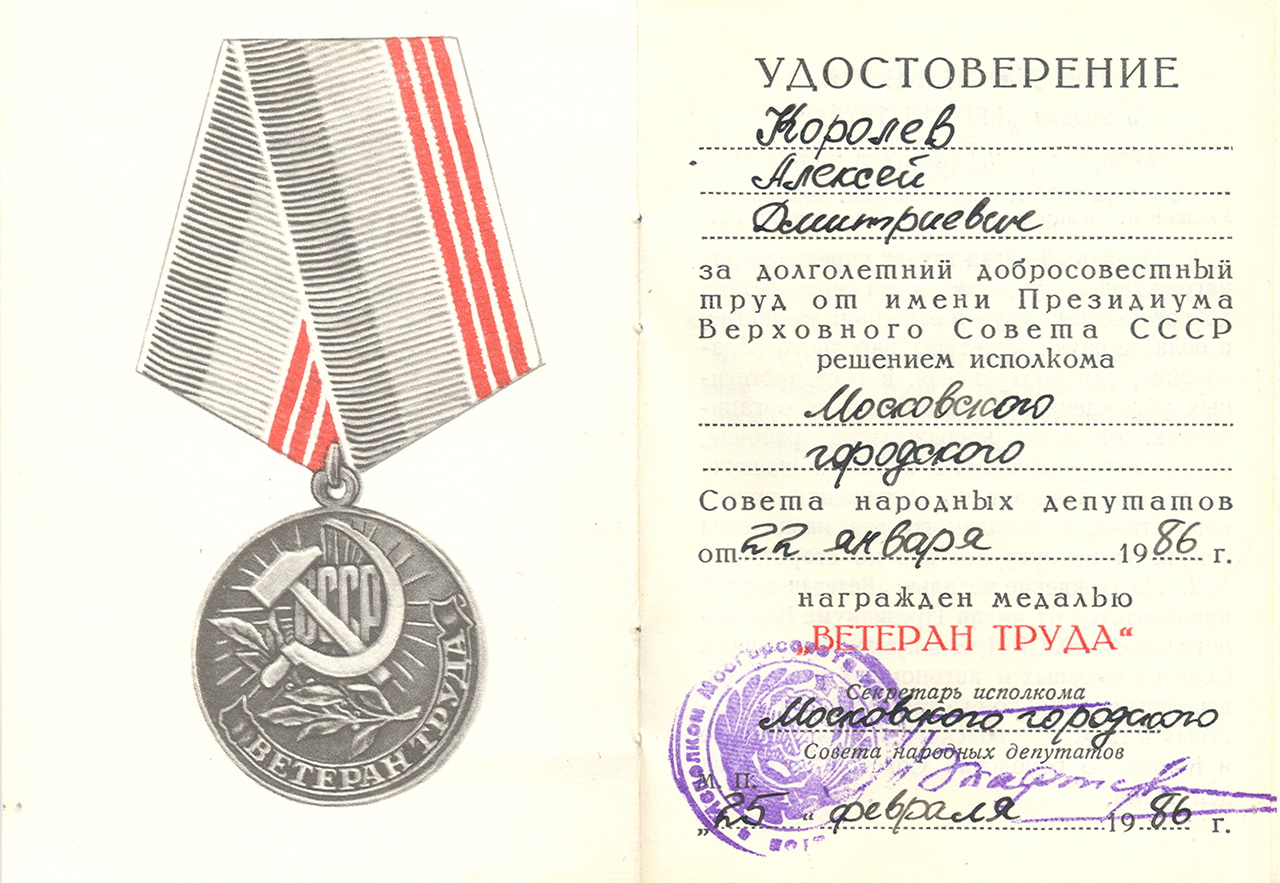 СССР
ВЕТЕРАН ТРУДА
УДОСТОВЕРЕНИЕ
Королев
Алексей
Дмитриевич
за долголетний добросовестный
труд от имени Президиума
Верховного Совета СССР
решением исполкома
Московского
городского
Совета народных депутатов
от 22 января 1986 г.
награжден медалью
„ВЕТЕРАН ТРУДА“
Секретарь исполкома
Московского городского
Совета народных депутатов
М. П.
„25“ февраля 1986 г.
Исполком Мосгорсовета